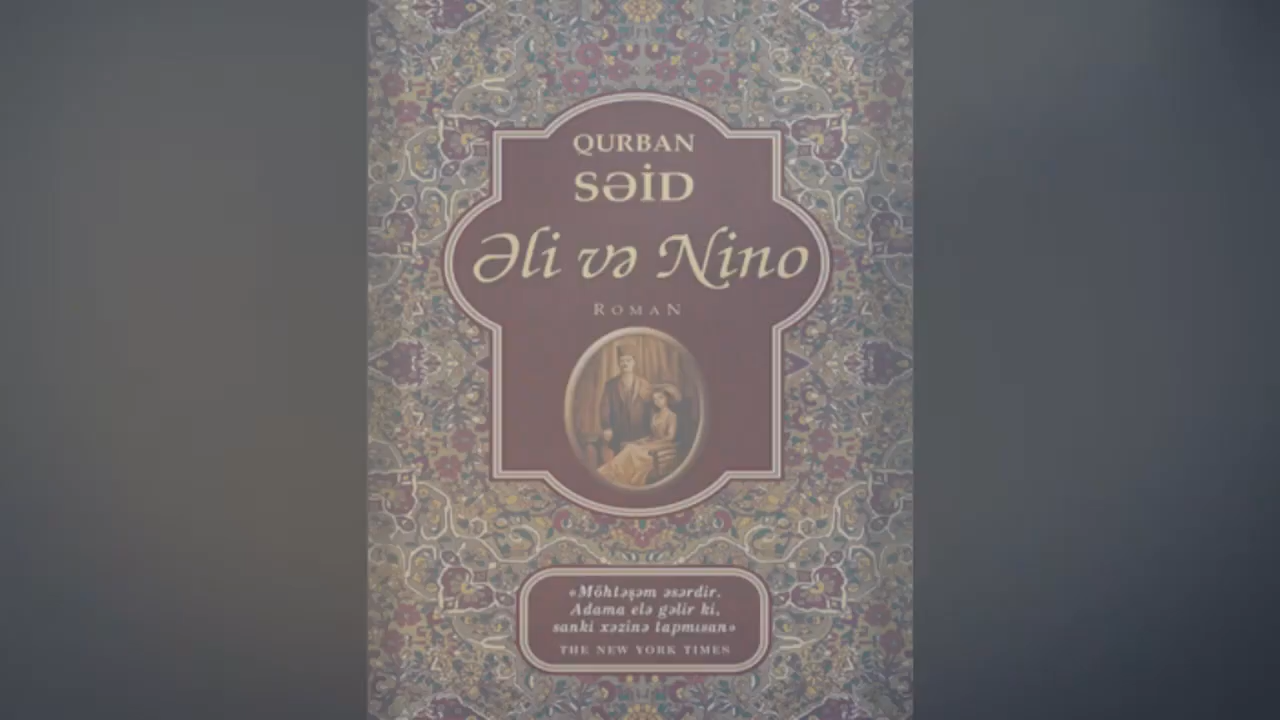 QURBAN
SƏİD
Əli və Nino
ROMAN
«Möhtəşəm əsərdir.
Adama elə gəlir ki,
sanki xəzinə tapmısan»
THE NEW YORK TIMES